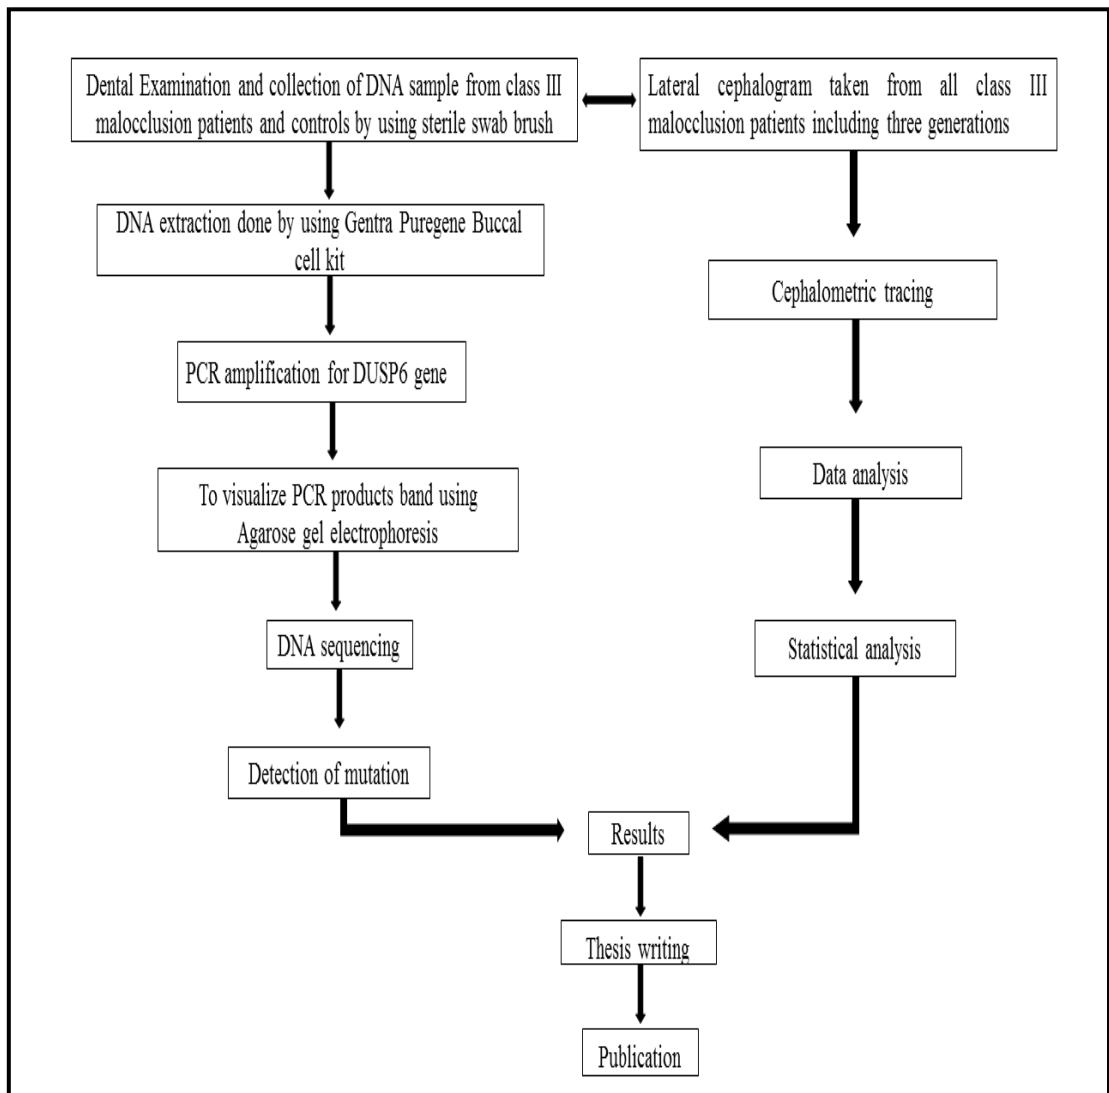 Dental Examination and collection of DNA sample from class III
malocclusion patients and controls by using sterile swab brush
Lateral cephalogram taken from all class III
malocclusion patients including three generations
DNA extraction done by using Gentra Puregene Buccal
cell kit
Cephalometric tracing
PCR amplification for DUSP6 gene
Data analysis
To visualize PCR products band using
Agarose gel electrophoresis
DNA sequencing
Statistical analysis
Detection of mutation
Results
Thesis writing
Publication